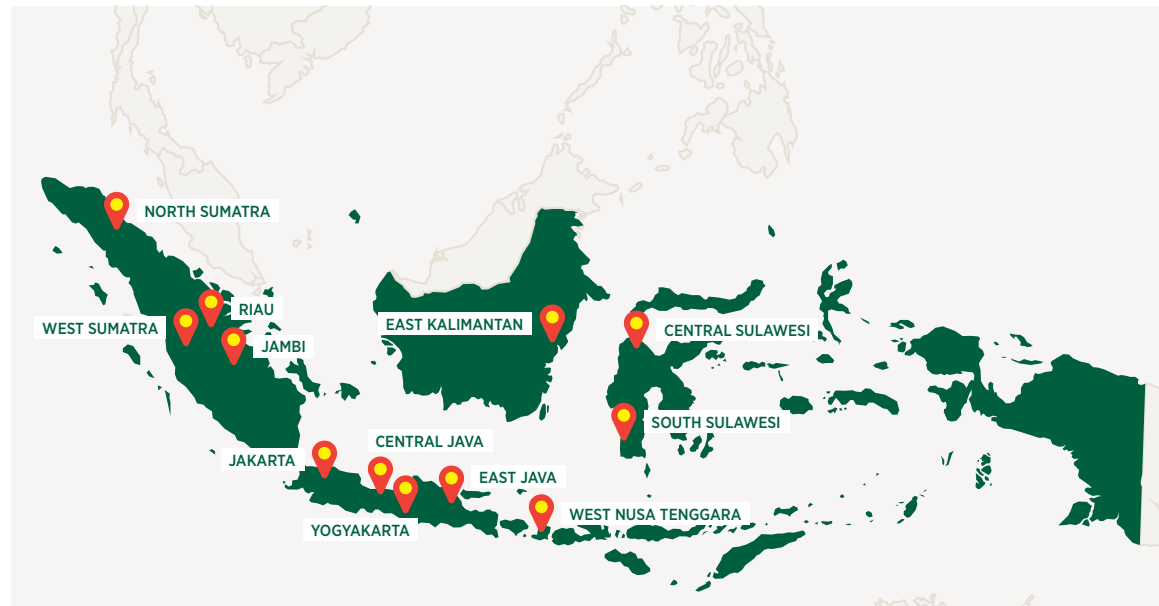 NORTH SUMATRA
RIAU
WEST SUMATRA
JAMBI
EAST KALIMANTAN
CENTRAL SULAWESI
SOUTH SULAWESI
CENTRAL JAVA
JAKARTA
EAST JAVA
WEST NUSA TENGGARA
YOGYAKARTA